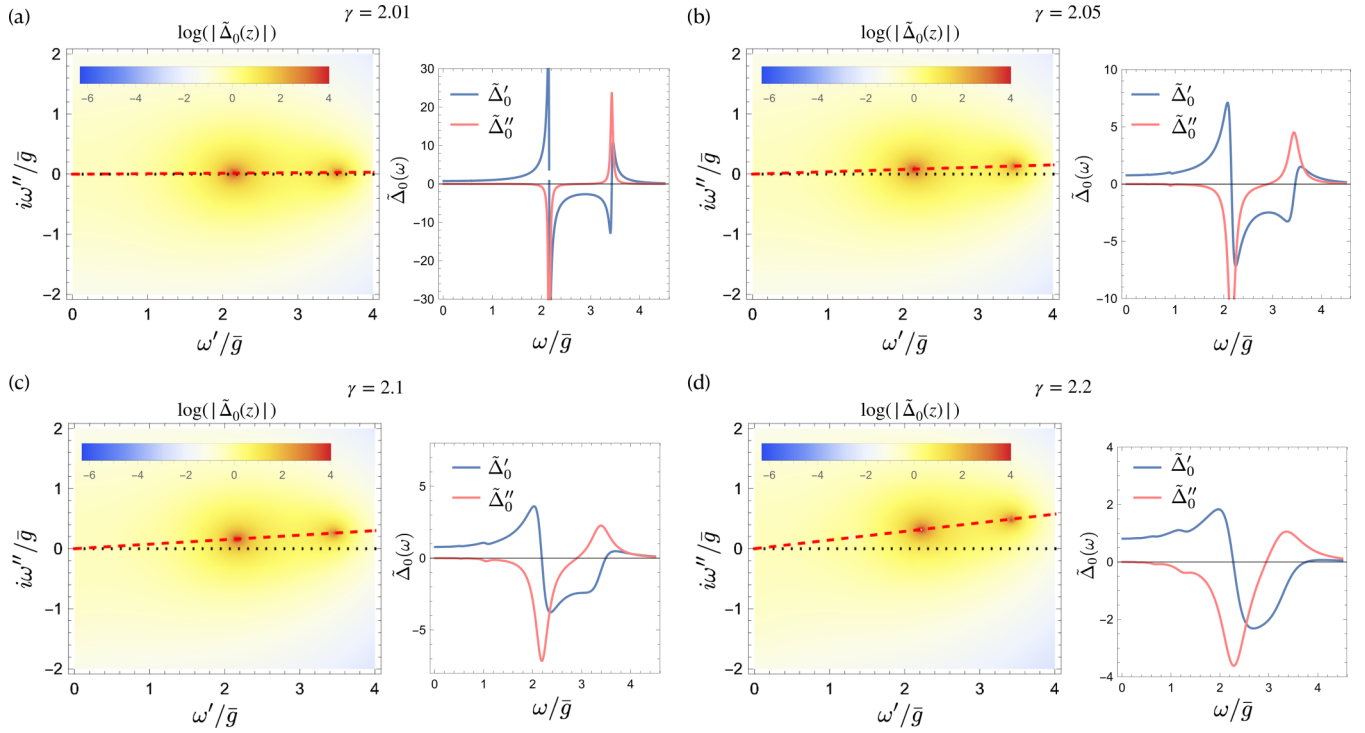 (a)
γ = 2.01
log(|Δ̃₀(z)|)
2
1
0
−1
−2
−6 −4 −2 0 2 4
iω″/ḡ
0 1 2 3 4
ω′/ḡ
30
20
10
0
−10
−20
−30
Δ̃₀′
Δ̃₀″
Δ̃₀(ω)
0 1 2 3 4
ω/ḡ
(b)
γ = 2.05
log(|Δ̃₀(z)|)
2
1
0
−1
−2
−6 −4 −2 0 2 4
iω″/ḡ
0 1 2 3 4
ω′/ḡ
10
5
0
−5
−10
Δ̃₀′
Δ̃₀″
Δ̃₀(ω)
0 1 2 3 4
ω/ḡ
(c)
γ = 2.1
log(|Δ̃₀(z)|)
2
1
0
−1
−2
−6 −4 −2 0 2 4
iω″/ḡ
0 1 2 3 4
ω′/ḡ
5
0
−5
Δ̃₀′
Δ̃₀″
Δ̃₀(ω)
0 1 2 3 4
ω/ḡ
(d)
γ = 2.2
log(|Δ̃₀(z)|)
2
1
0
−1
−2
−6 −4 −2 0 2 4
iω″/ḡ
0 1 2 3 4
ω′/ḡ
4
2
0
−2
−4
Δ̃₀′
Δ̃₀″
Δ̃₀(ω)
0 1 2 3 4
ω/ḡ